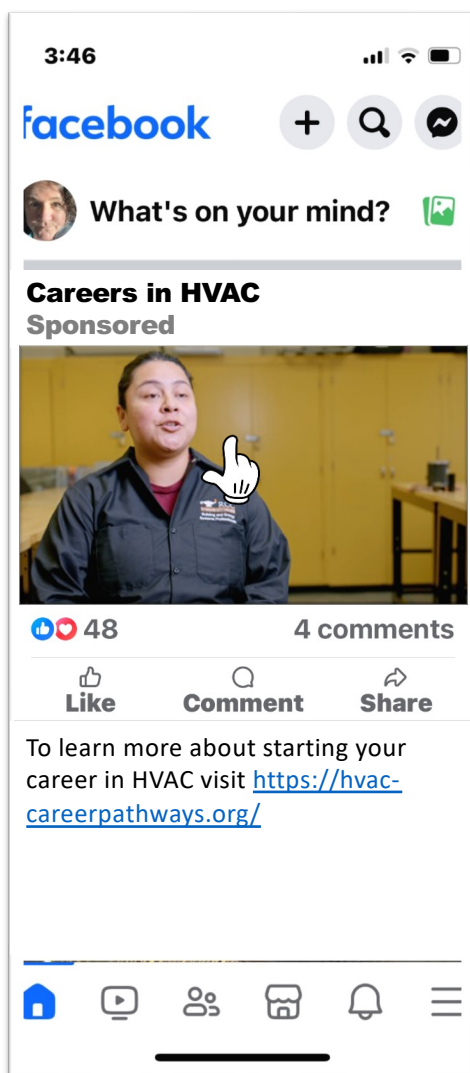 3:46
facebook
What's on your mind?
Careers in HVAC
Sponsored
48
4 comments
Like
Comment
Share
To learn more about starting your
career in HVAC visit https://hvac-
careerpathways.org/